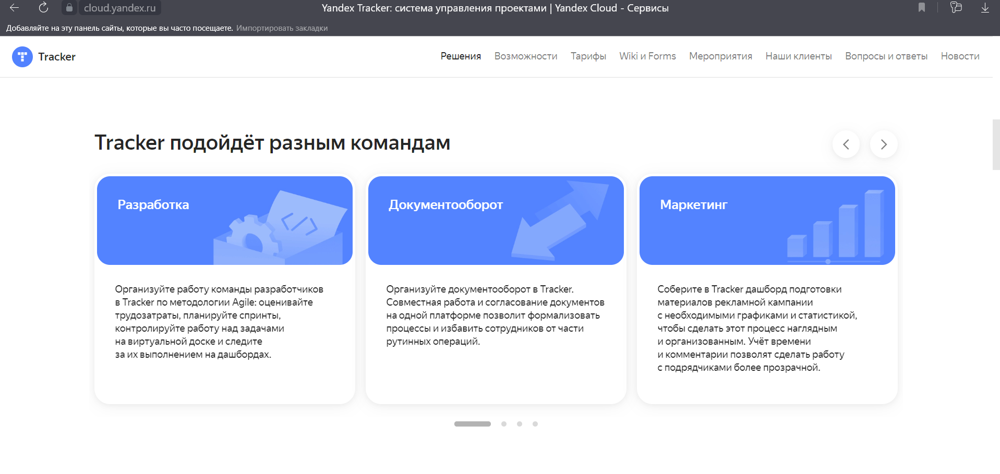 cloud.yandex.ru
Yandex Tracker: система управления проектами | Yandex Cloud - Сервисы
Добавляйте на эту панель сайты, которые вы часто посещаете. Импортировать закладки
Tracker
Решения Возможности Тарифы Wiki и Forms Мероприятия Наши клиенты Вопросы и ответы Новости
Tracker подойдёт разным командам
Разработка
Организуйте работу команды разработчиков
в Tracker по методологии Agile: оценивайте
трудозатраты, планируйте спринты,
контролируйте работу над задачами
на виртуальной доске и следите
за их выполнением на дашбордах.
Документооборот
Организуйте документооборот в Tracker.
Совместная работа и согласование документов
на одной платформе позволит формализовать
процессы и избавить сотрудников от части
рутинных операций.
Маркетинг
Соберите в Tracker дашборд подготовки
материалов рекламной кампании
с необходимыми графиками и статистикой,
чтобы сделать этот процесс наглядным
и организованным. Учёт времени
и комментарии позволят сделать работу
с подрядчиками более прозрачной.